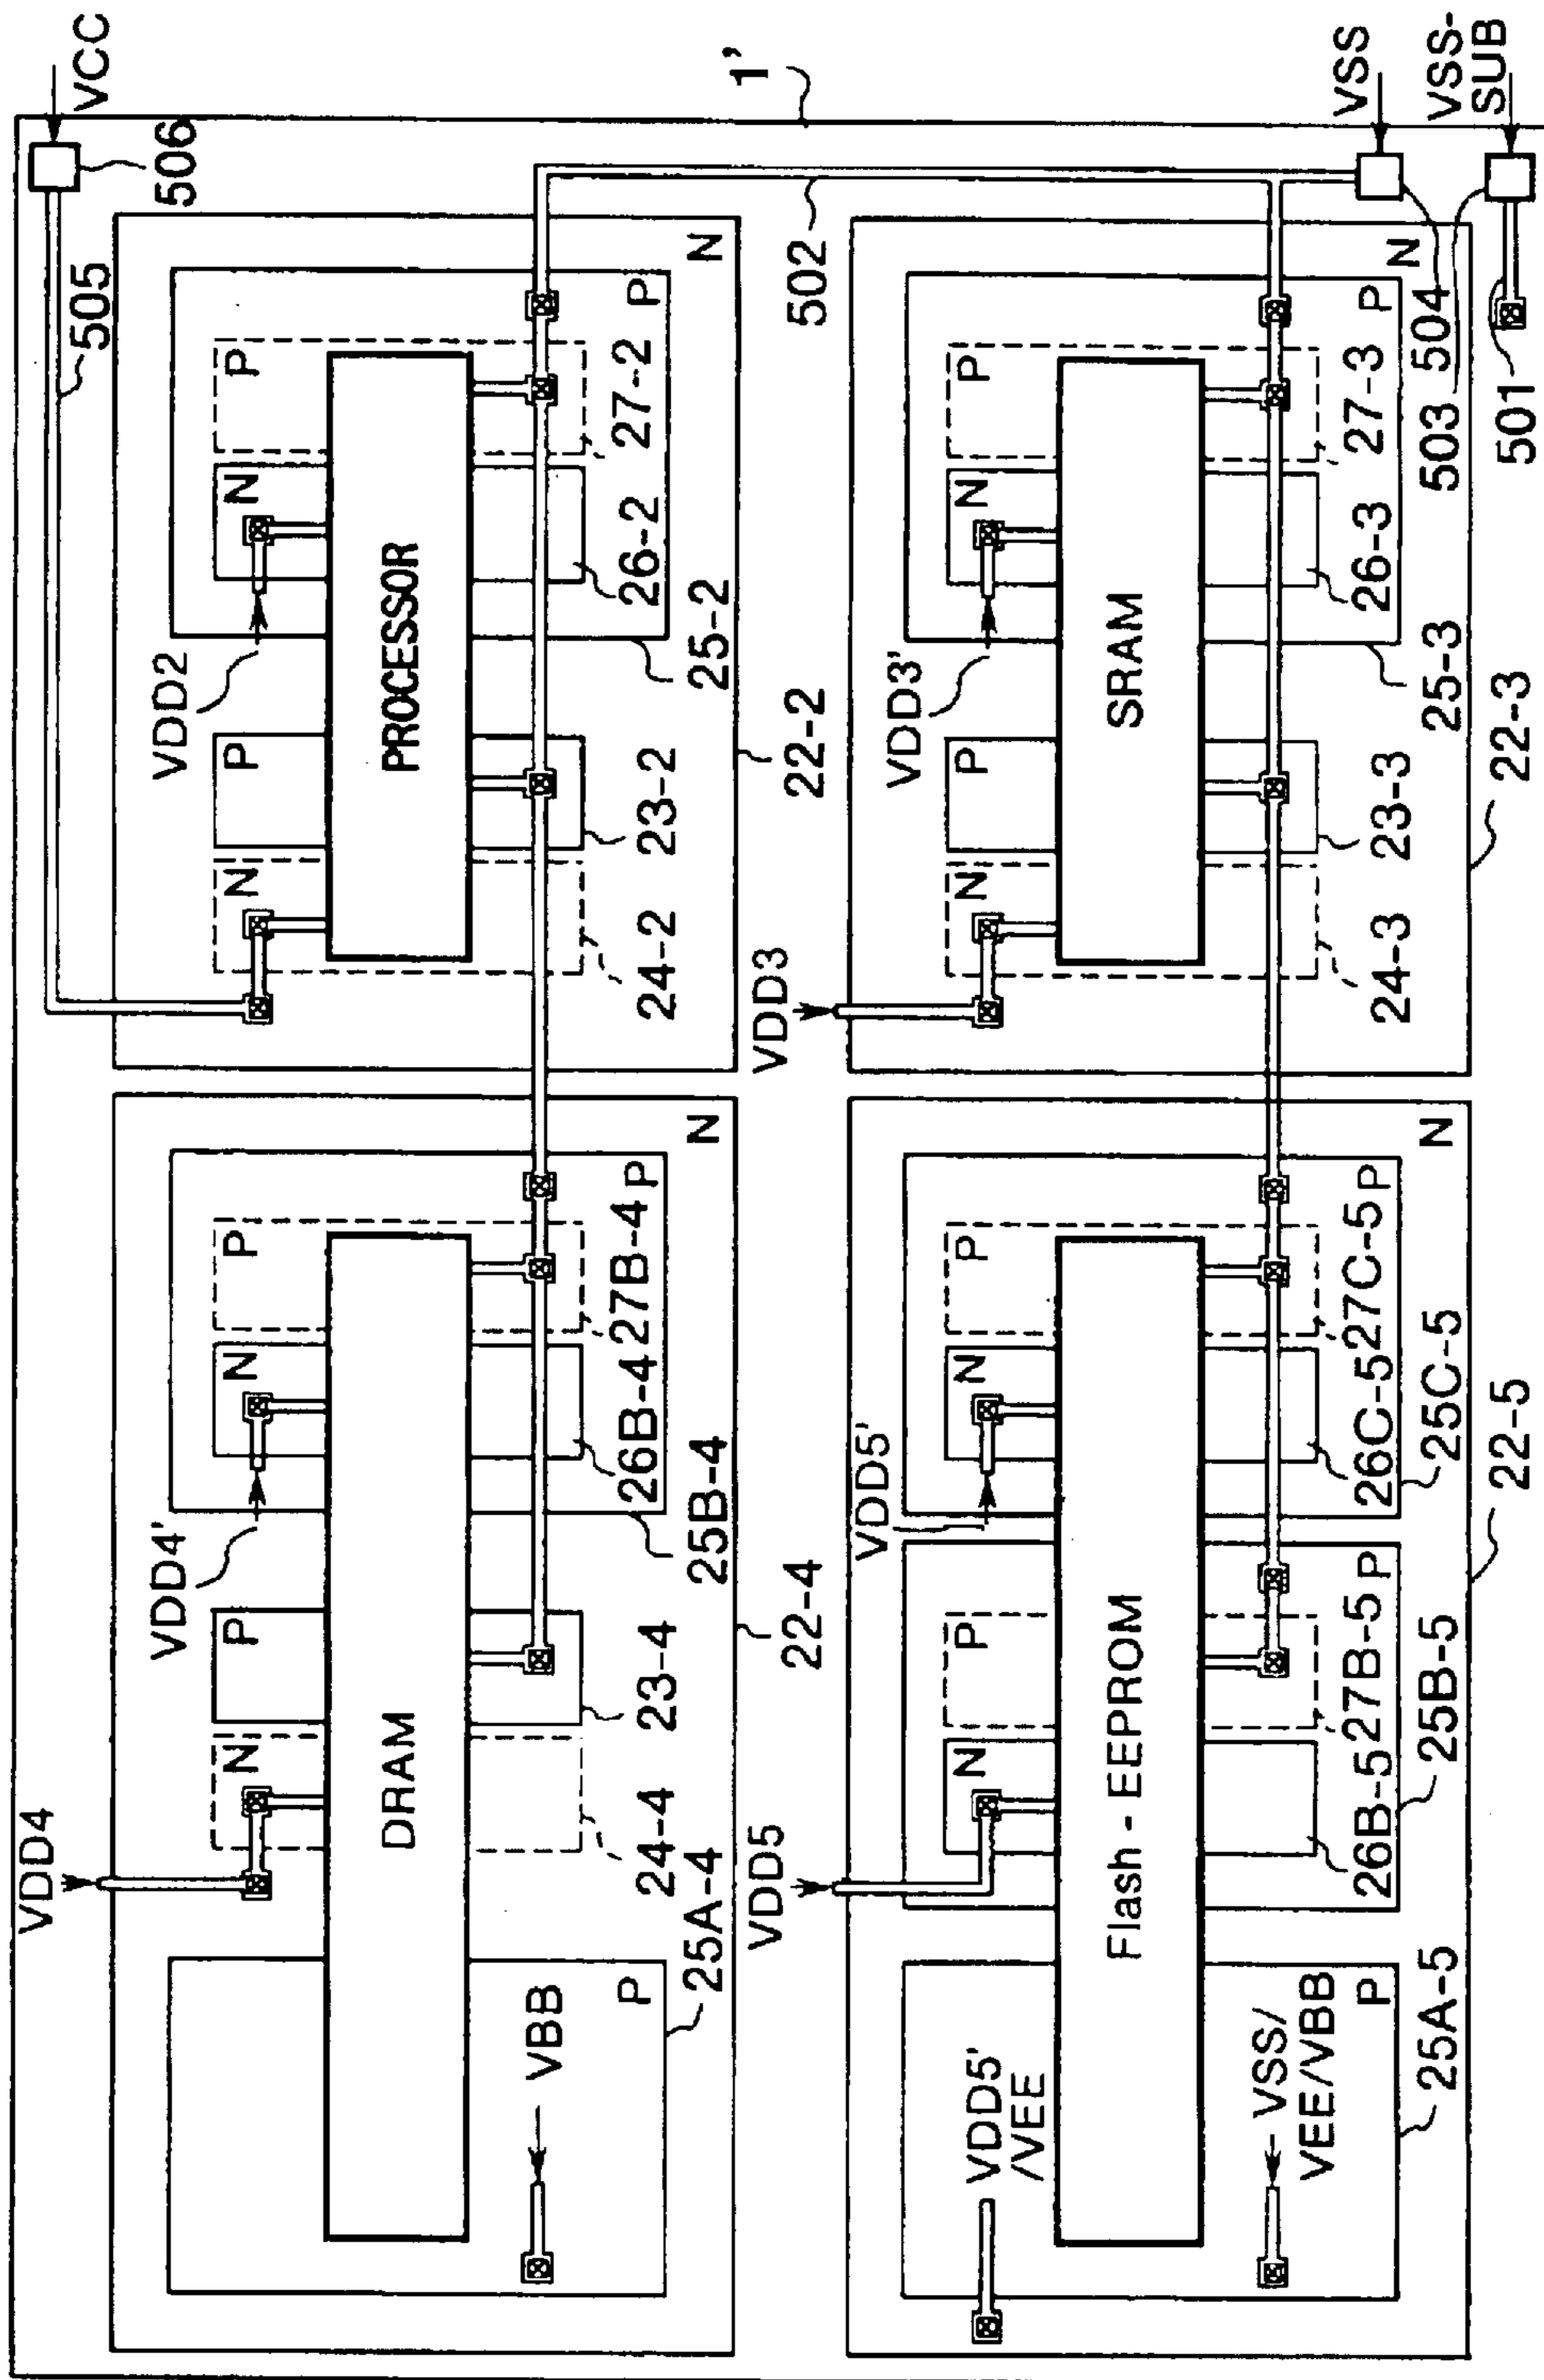 VCC
506
505
1'
VSS
VSS-
SUB
502
504
503
501
PROCESSOR
VDD2
N
P
N
P
P
N
24-2
23-2
26-2
27-2
25-2
22-2
SRAM
VDD3
VDD3'
N
P
N
P
P
N
24-3
23-3
26-3
27-3
25-3
22-3
DRAM
VDD4
VDD4'
VBB
P
N
P
N
P
P
N
25A-4
24-4
23-4
26B-4
27B-4
25B-4
22-4
Flash - EEPROM
VDD5
VDD5'
VDD5'
/VEE
VSS/
VEE/VBB
P
N
P
P
N
P
P
N
25A-5
26B-5
27B-5
25B-5
26C-5
27C-5
25C-5
22-5